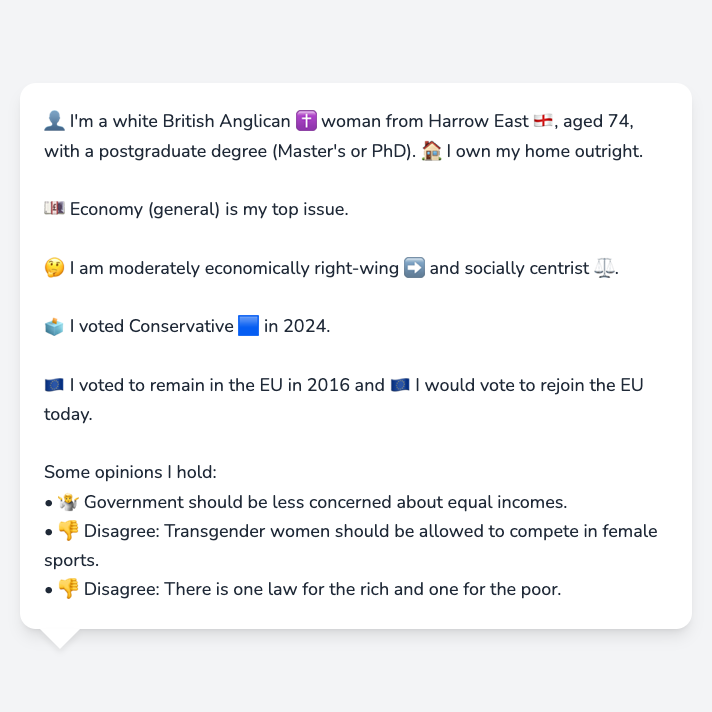 👤 I'm a white British Anglican ✝️ woman from Harrow East 🏴󠁧󠁢󠁥󠁮󠁧󠁿, aged 74,
with a postgraduate degree (Master's or PhD). 🏠 I own my home outright.
💷 Economy (general) is my top issue.
🤔 I am moderately economically right-wing ➡️ and socially centrist ⚖️.
🗳️ I voted Conservative 🟦 in 2024.
🇪🇺 I voted to remain in the EU in 2016 and 🇪🇺 I would vote to rejoin the EU
today.
Some opinions I hold:
• 🤷 Government should be less concerned about equal incomes.
• 👎 Disagree: Transgender women should be allowed to compete in female
sports.
• 👎 Disagree: There is one law for the rich and one for the poor.